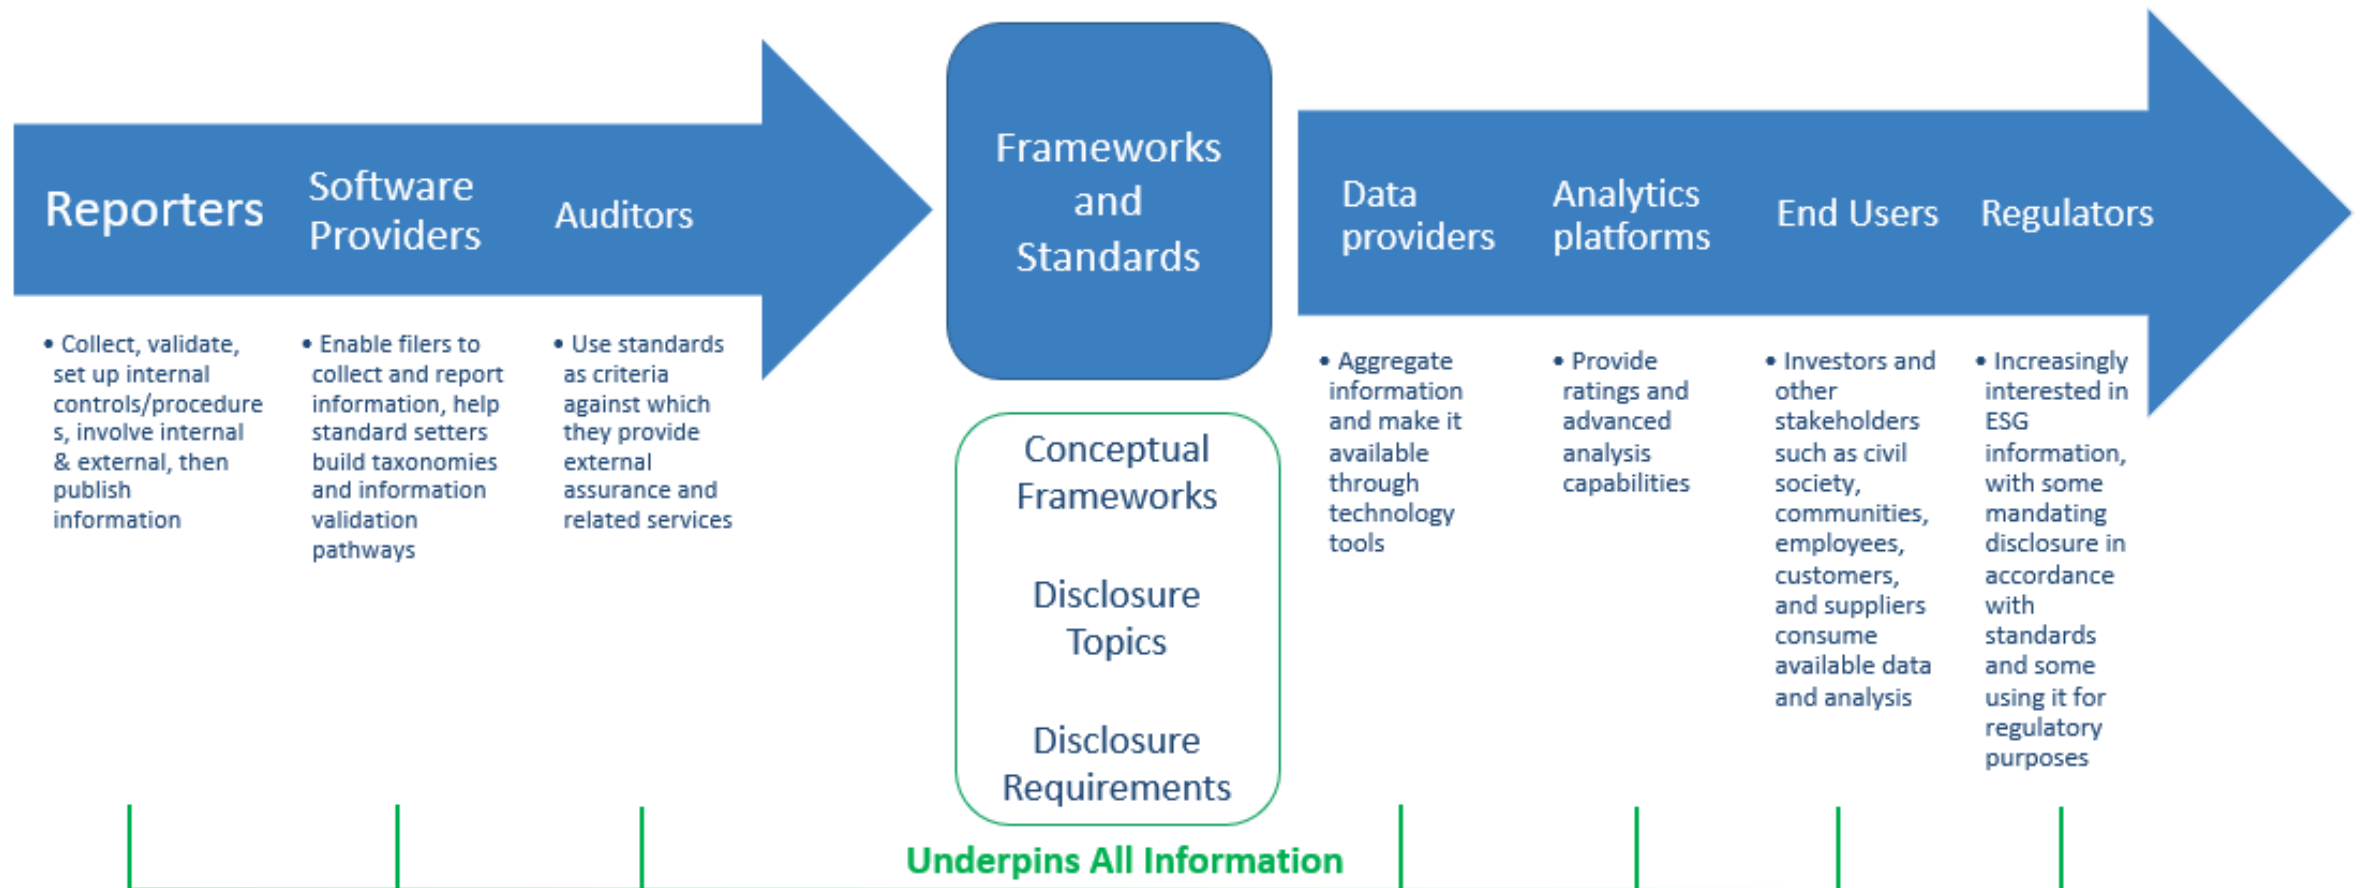 Reporters
Software
Providers
Auditors
Frameworks
and
Standards
Data
providers
Analytics
platforms
End Users
Regulators
• Collect, validate,
set up internal
controls/procedure
s, involve internal
& external, then
publish
information
• Enable filers to
collect and report
information, help
standard setters
build taxonomies
and information
validation
pathways
• Use standards
as criteria
against which
they provide
external
assurance and
related services
Conceptual
Frameworks
Disclosure
Topics
Disclosure
Requirements
• Aggregate
information
and make it
available
through
technology
tools
• Provide
ratings and
advanced
analysis
capabilities
• Investors and
other
stakeholders
such as civil
society,
communities,
employees,
customers,
and suppliers
consume
available data
and analysis
• Increasingly
interested in
ESG
information,
with some
mandating
disclosure in
accordance
with
standards
and some
using it for
regulatory
purposes
Underpins All Information